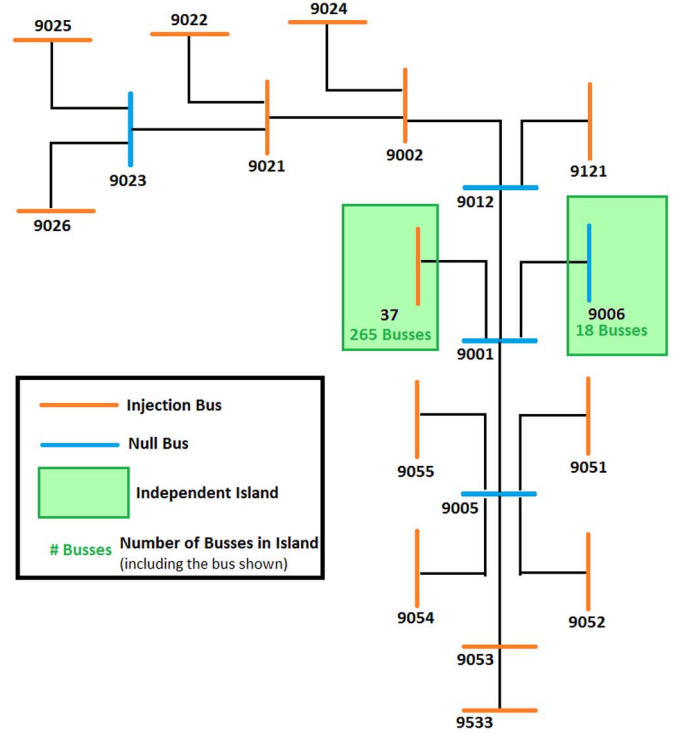 9025
9022
9024
9023
9021
9002
9121
9026
9012
37
265 Busses
9006
18 Busses
9001
Injection Bus
Null Bus
Independent Island
# Busses Number of Busses in Island
(including the bus shown)
9055
9051
9005
9054
9052
9053
9533